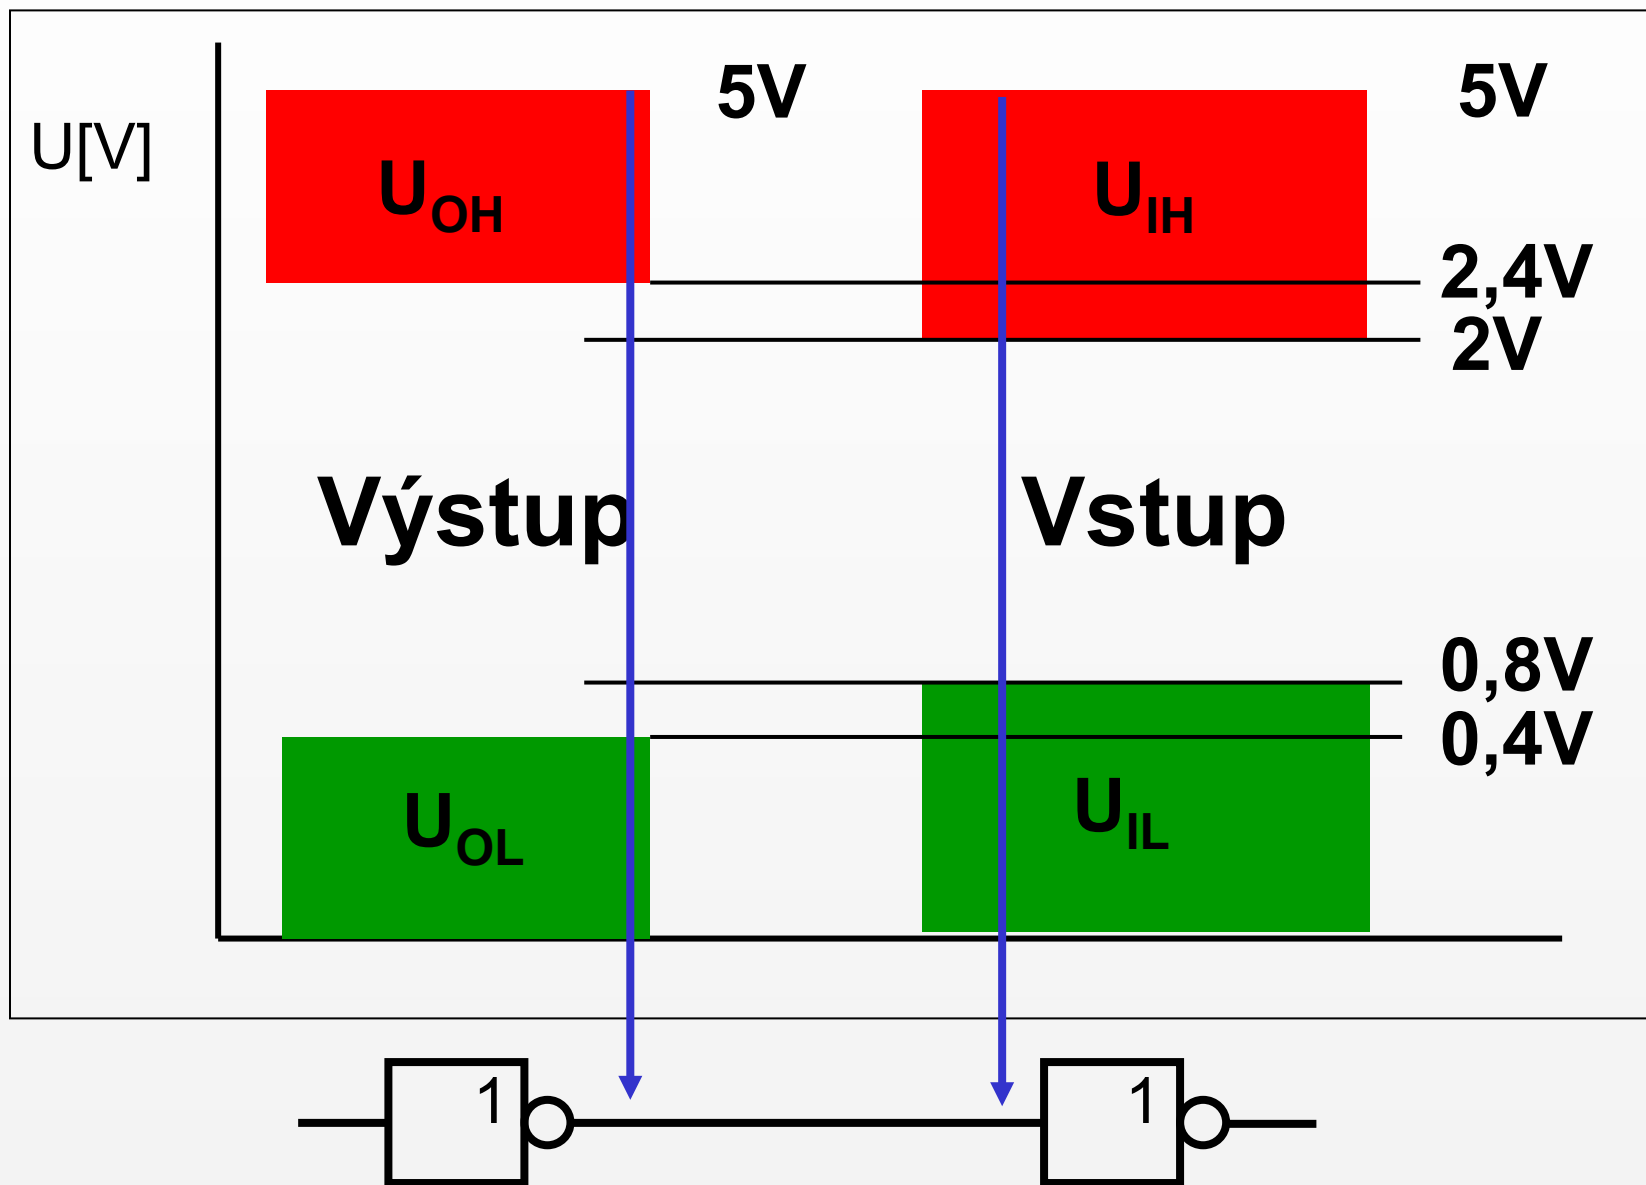 5V
5V
U[V]
U_OH
U_IH
2,4V
2V
Výstup
Vstup
0,8V
0,4V
U_OL
U_IL
1
1